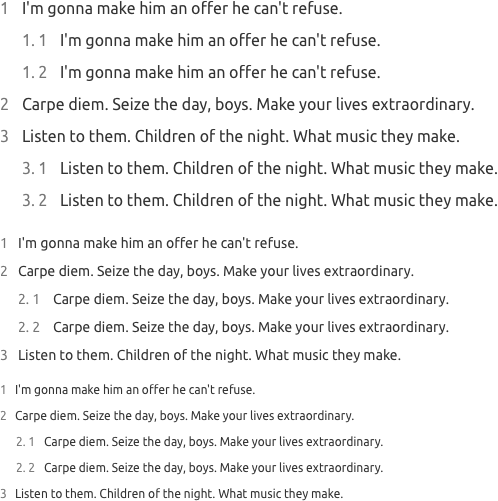 1 I'm gonna make him an offer he can't refuse.
1. 1 I'm gonna make him an offer he can't refuse.
1. 2 I'm gonna make him an offer he can't refuse.
2 Carpe diem. Seize the day, boys. Make your lives extraordinary.
3 Listen to them. Children of the night. What music they make.
3. 1 Listen to them. Children of the night. What music they make.
3. 2 Listen to them. Children of the night. What music they make.
1 I'm gonna make him an offer he can't refuse.
2 Carpe diem. Seize the day, boys. Make your lives extraordinary.
2. 1 Carpe diem. Seize the day, boys. Make your lives extraordinary.
2. 2 Carpe diem. Seize the day, boys. Make your lives extraordinary.
3 Listen to them. Children of the night. What music they make.
1 I'm gonna make him an offer he can't refuse.
2 Carpe diem. Seize the day, boys. Make your lives extraordinary.
2. 1 Carpe diem. Seize the day, boys. Make your lives extraordinary.
2. 2 Carpe diem. Seize the day, boys. Make your lives extraordinary.
3 Listen to them. Children of the night. What music they make.